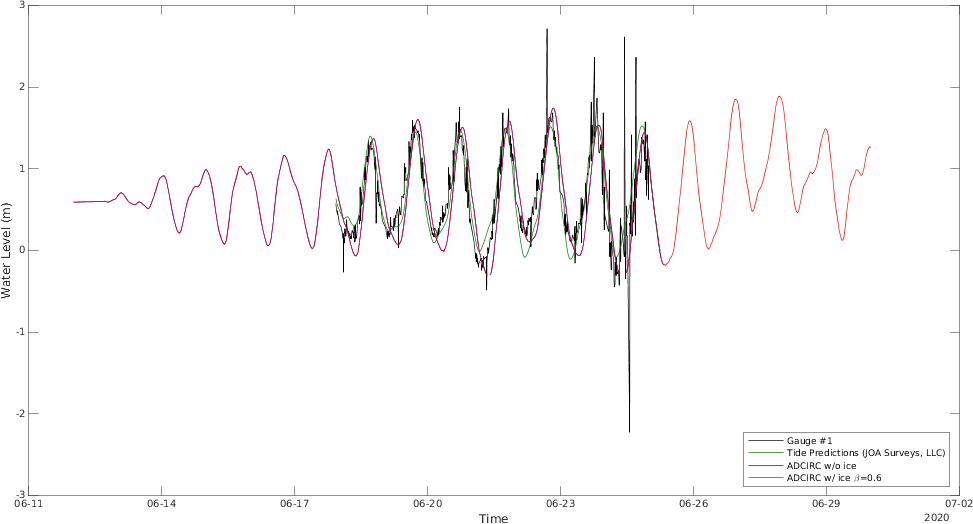 3
2
1
0
-1
-2
-3
Water Level (m)
06-11 06-14 06-17 06-20 06-23 06-26 06-29 07-02
Time
2020
Gauge #1
Tide Predictions (JOA Surveys, LLC)
ADCIRC w/o ice
ADCIRC w/ ice β=0.6